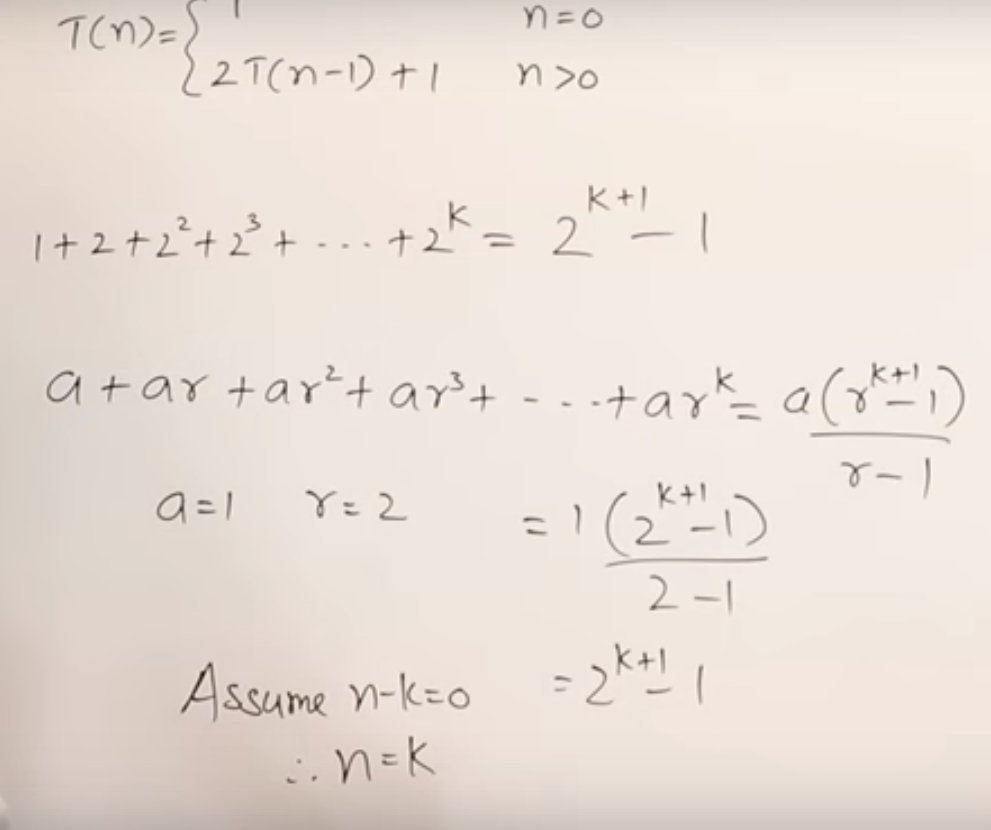 T(n)= { 1 n=0
2T(n-1)+1 n>0
1+2+2²+2³+ ... +2^k = 2^(k+1) - 1
a + ar + ar² + ar³ + - - - + ar^k = a(r^(k+1) - 1) / (r-1)
a=1 r=2 = 1(2^(k+1) - 1) / (2-1)
Assume n-k=0 = 2^(k+1) - 1
∴ n=k